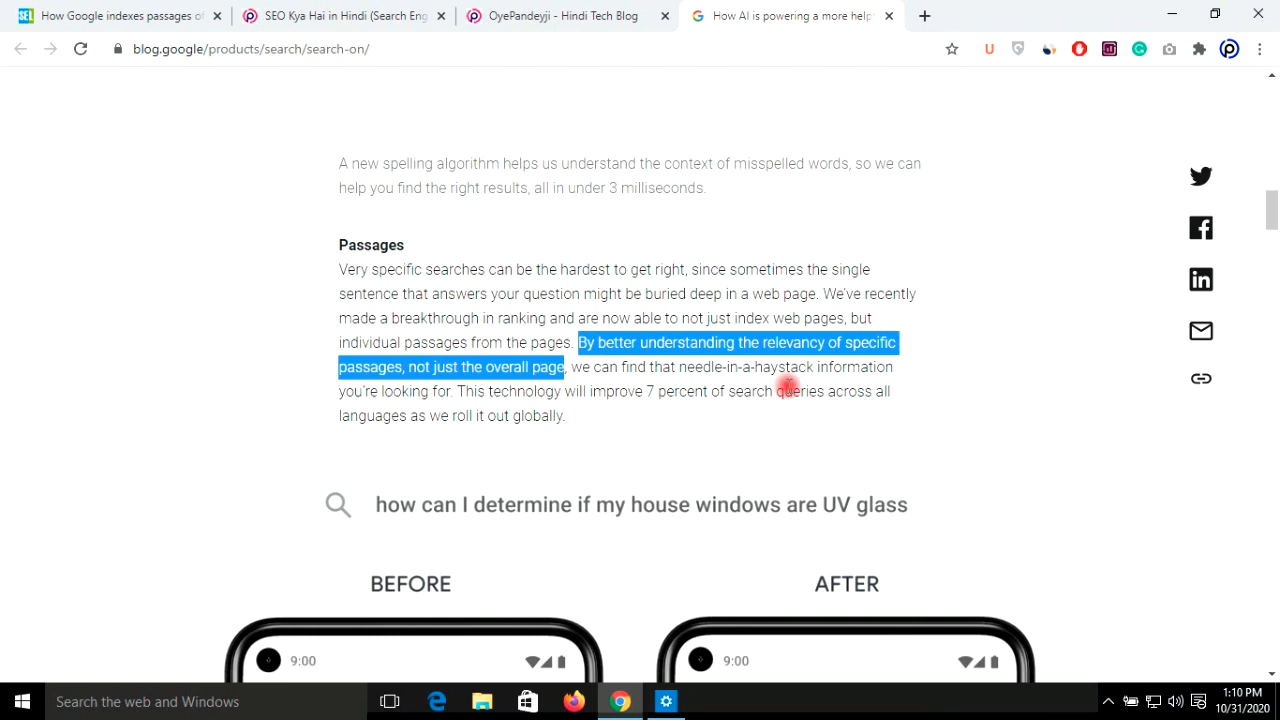 How Google indexes passages of
SEO Kya Hai in Hindi (Search Eng
OyePandeyji - Hindi Tech Blog
How AI is powering a more help
blog.google/products/search/search-on/
A new spelling algorithm helps us understand the context of misspelled words, so we can
help you find the right results, all in under 3 milliseconds.
Passages
Very specific searches can be the hardest to get right, since sometimes the single
sentence that answers your question might be buried deep in a web page. We've recently
made a breakthrough in ranking and are now able to not just index web pages, but
individual passages from the pages. By better understanding the relevancy of specific
passages, not just the overall page, we can find that needle-in-a-haystack information
you're looking for. This technology will improve 7 percent of search queries across all
languages as we roll it out globally.
how can I determine if my house windows are UV glass
BEFORE
AFTER
9:00
9:00
Search the web and Windows
1:10 PM
10/31/2020